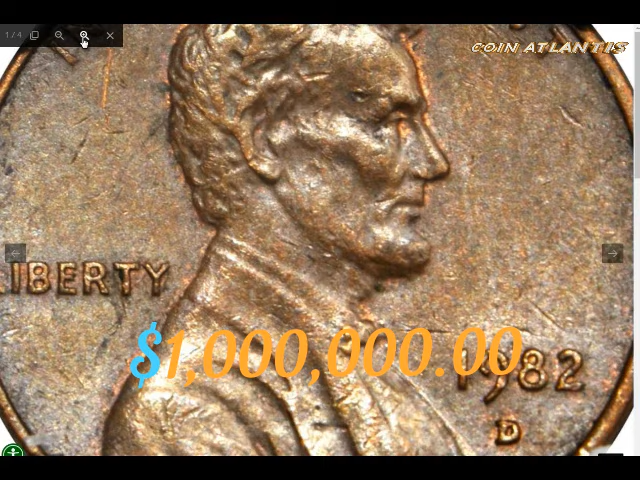 1 / 4
COIN ATLANTIS
LIBERTY
$1,000,000.00
1982
D